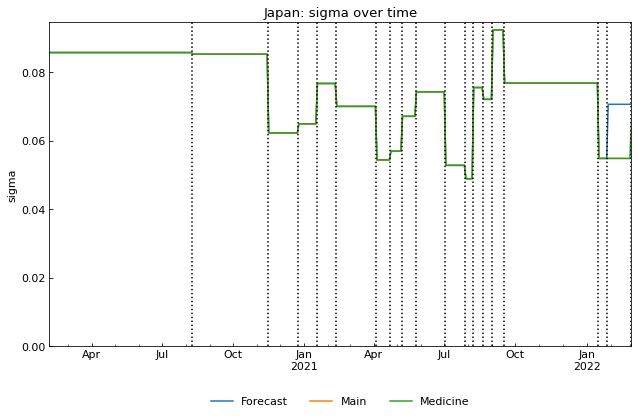 Japan: sigma over time
sigma
0.08
0.06
0.04
0.02
0.00
Apr Jul Oct Jan Apr Jul Oct Jan
2021 2022
Forecast Main Medicine